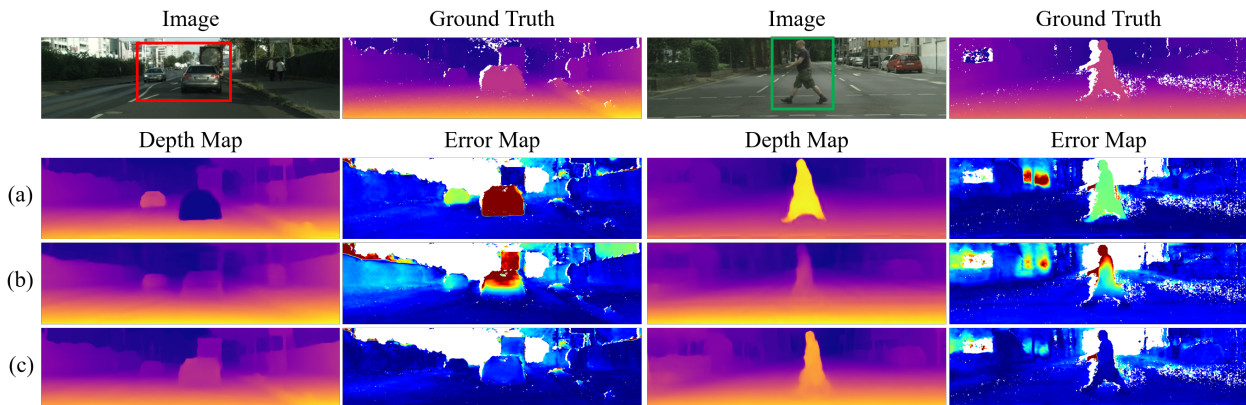 Image Ground Truth Image Ground Truth
Depth Map Error Map Depth Map Error Map
(a)
(b)
(c)